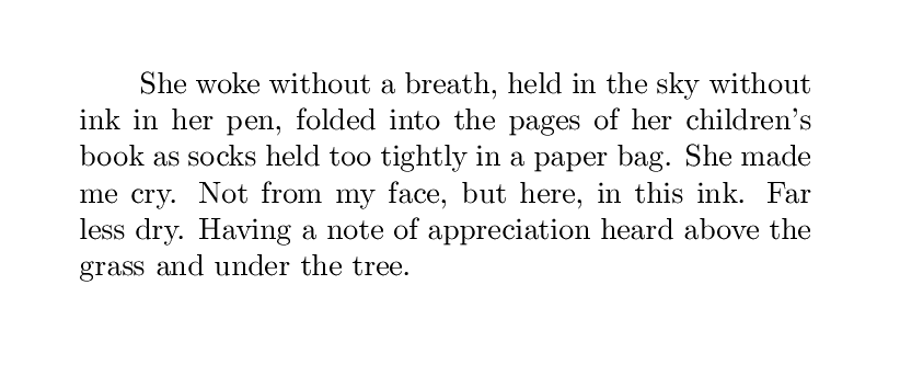 She woke without a breath, held in the sky without
ink in her pen, folded into the pages of her children's
book as socks held too tightly in a paper bag. She made
me cry. Not from my face, but here, in this ink. Far
less dry. Having a note of appreciation heard above the
grass and under the tree.